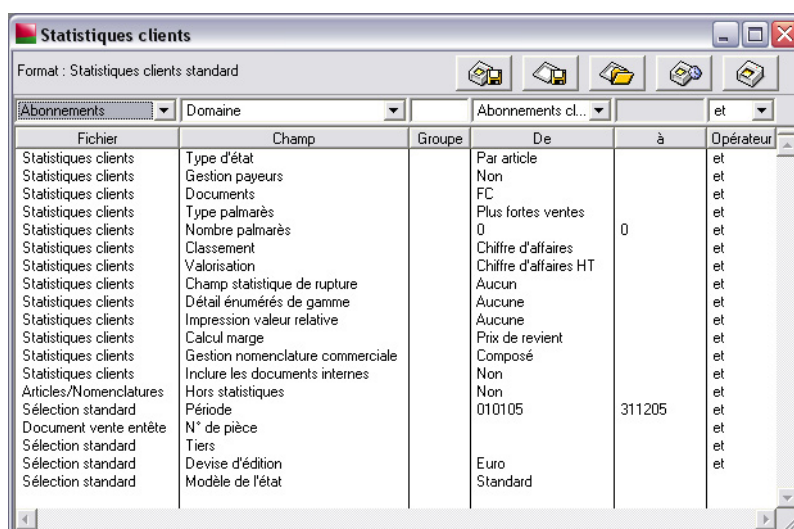 Statistiques clients
Format : Statistiques clients standard
Abonnements Domaine Abonnements cl... et
Fichier Champ Groupe De à Opérateur
Statistiques clients Type d'état Par article et
Statistiques clients Gestion payeurs Non et
Statistiques clients Documents FC et
Statistiques clients Type palmarès Plus fortes ventes et
Statistiques clients Nombre palmarès 0 0 et
Statistiques clients Classement Chiffre d'affaires et
Statistiques clients Valorisation Chiffre d'affaires HT et
Statistiques clients Champ statistique de rupture Aucun et
Statistiques clients Détail énumérés de gamme Aucune et
Statistiques clients Impression valeur relative Aucune et
Statistiques clients Calcul marge Prix de revient et
Statistiques clients Gestion nomenclature commerciale Composé et
Statistiques clients Inclure les documents internes Non et
Articles/Nomenclatures Hors statistiques Non et
Sélection standard Période 010105 311205 et
Document vente entête N° de pièce et
Sélection standard Tiers et
Sélection standard Devise d'édition Euro et
Sélection standard Modèle de l'état Standard